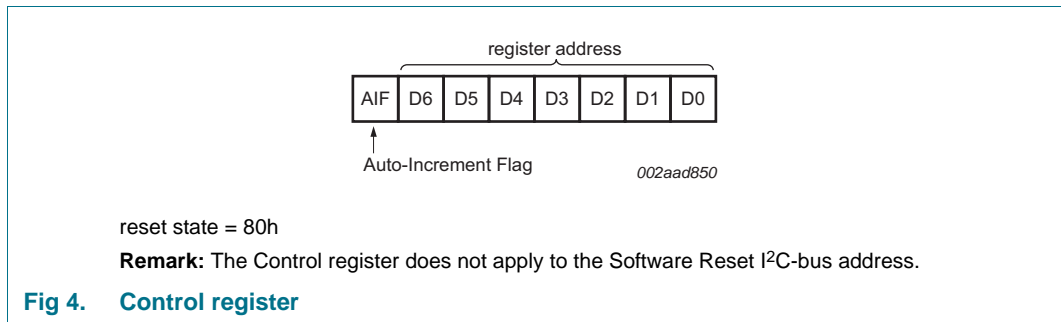 register address
AIF D6 D5 D4 D3 D2 D1 D0
Auto-Increment Flag
002aad850
reset state = 80h
Remark: The Control register does not apply to the Software Reset I²C-bus address.
Fig 4. Control register